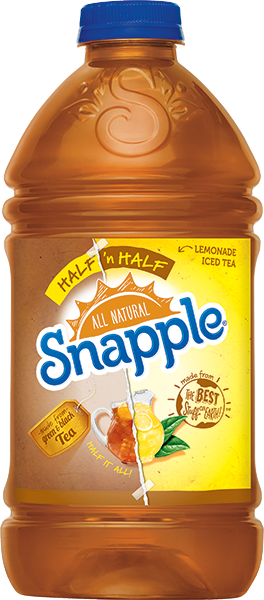 HALF 'n HALF
← LEMONADE
ICED TEA
ALL NATURAL
Snapple®
made from
THE BEST
STUFF ON EARTH!
Made from
green & black
Tea
HALF IT ALL!